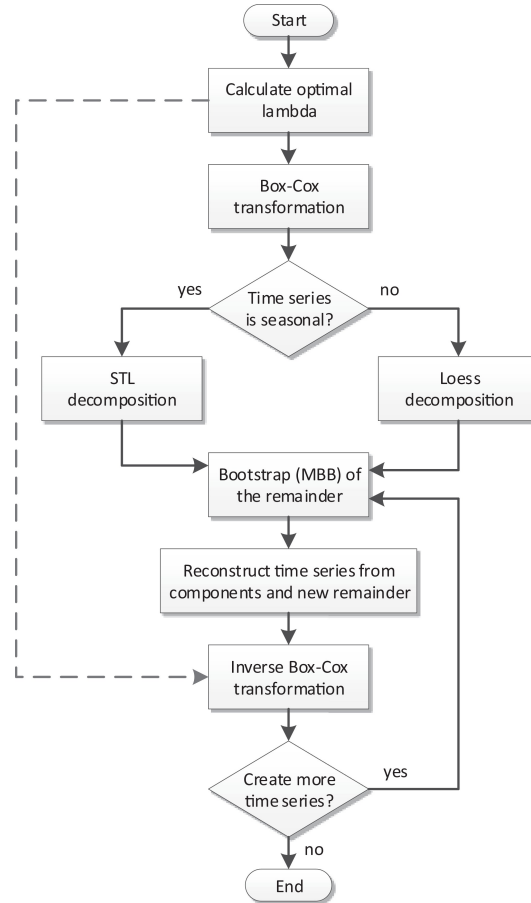 Start
Calculate optimal
lambda
Box-Cox
transformation
yes
no
Time series
is seasonal?
STL
decomposition
Loess
decomposition
Bootstrap (MBB) of
the remainder
Reconstruct time series from
components and new remainder
Inverse Box-Cox
transformation
Create more
time series?
yes
no
End